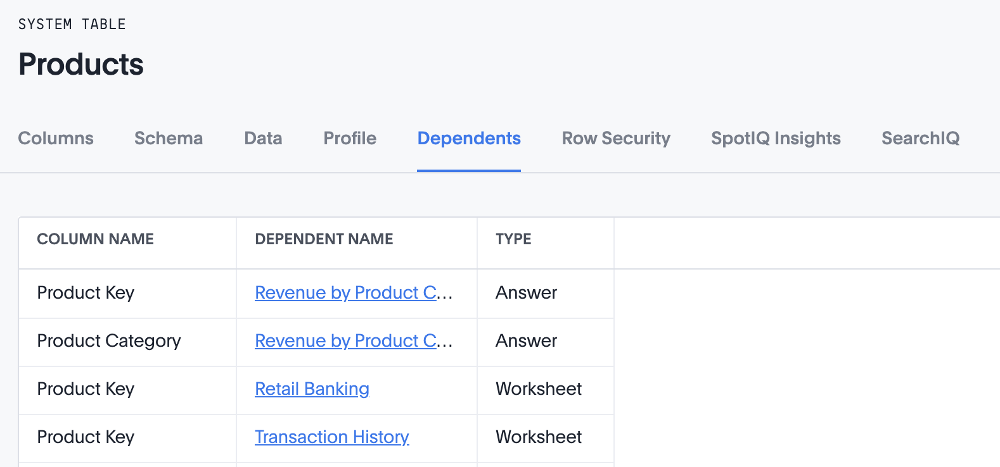 SYSTEM TABLE
Products
Columns Schema Data Profile Dependents Row Security SpotIQ Insights SearchIQ
COLUMN NAME DEPENDENT NAME TYPE
Product Key Revenue by Product C... Answer
Product Category Revenue by Product C... Answer
Product Key Retail Banking Worksheet
Product Key Transaction History Worksheet